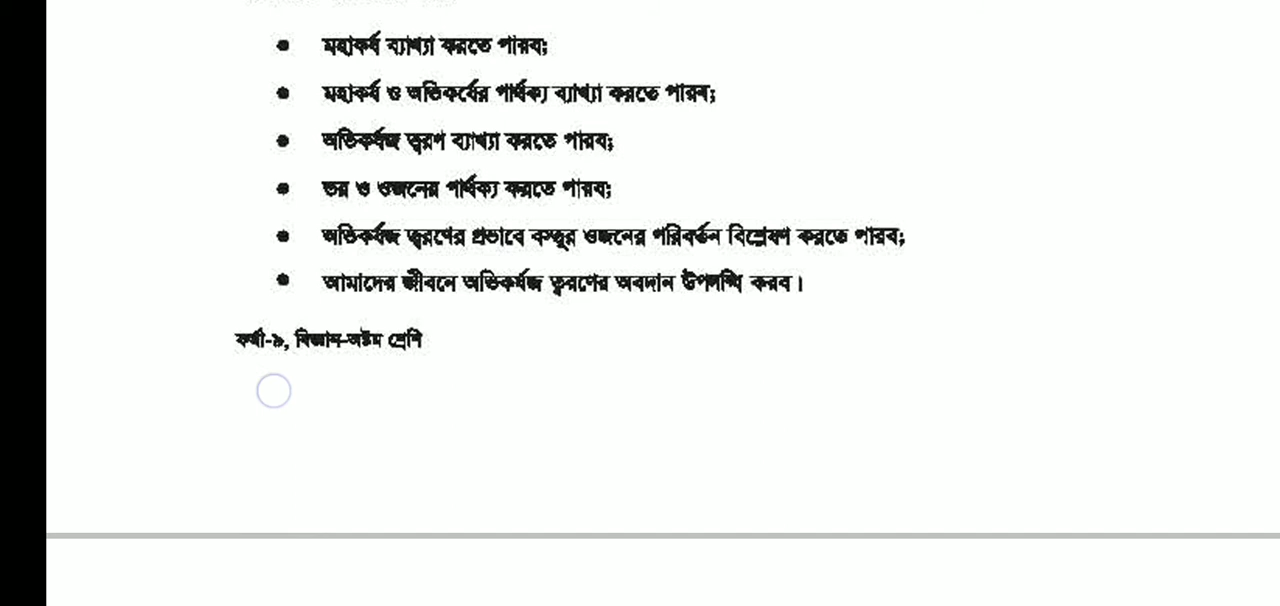 • মহাকর্ষ ব্যাখ্যা করতে পারব;
• মহাকর্ষ ও অভিকর্ষের পার্থক্য ব্যাখ্যা করতে পারব;
• অভিকর্ষজ ত্বরণ ব্যাখ্যা করতে পারব;
• ভর ও ওজনের পার্থক্য করতে পারব;
• অভিকর্ষজ ত্বরণের প্রভাবে বস্তুর ওজনের পরিবর্তন বিশ্লেষণ করতে পারব;
• আমাদের জীবনে অভিকর্ষজ ত্বরণের অবদান উপলব্ধি করব।
ফর্মা-৯, বিজ্ঞান-অষ্টম শ্রেণি